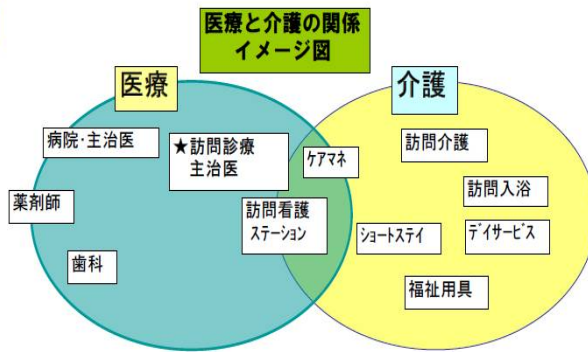 医療と介護の関係
イメージ図
医療
介護
病院・主治医
★訪問診療
主治医
ケアマネ
訪問介護
薬剤師
訪問看護
ステーション
訪問入浴
ショートステイ
デイサービス
歯科
福祉用具